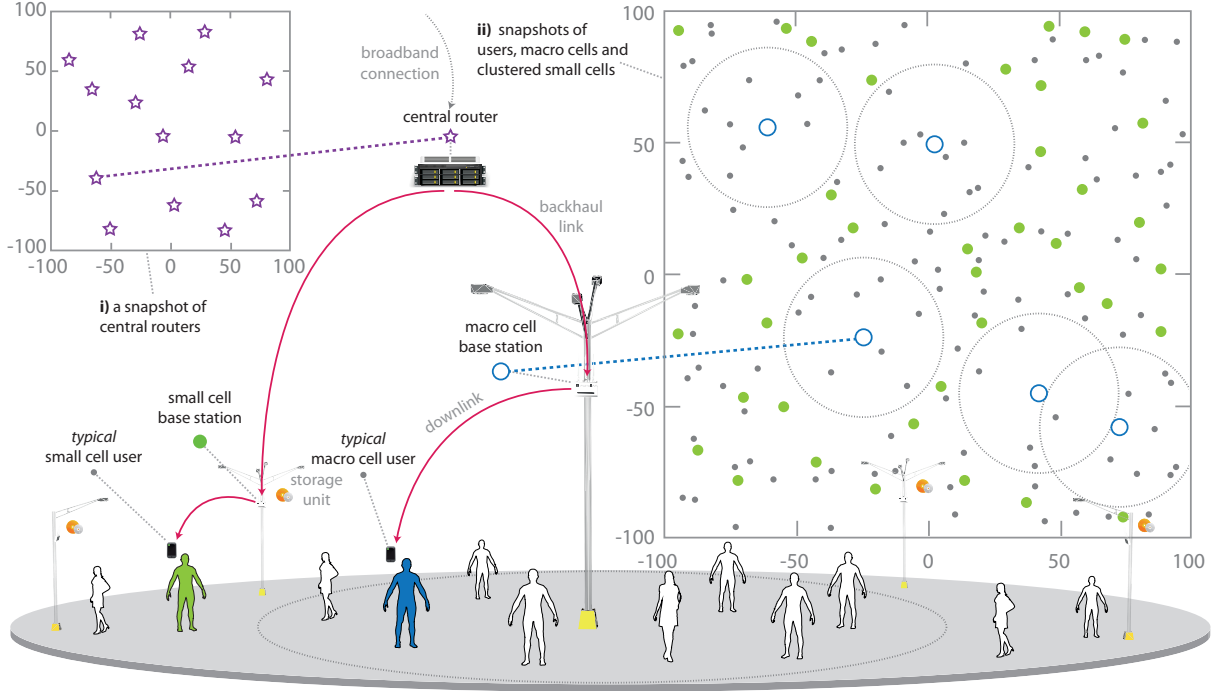 100
50
0
-50
-100
-100
-50
0
50
100
i) a snapshot of
central routers
broadband
connection
central router
backhaul
link
ii) snapshots of
users, macro cells and
clustered small cells
100
50
0
-50
-100
-100
-50
0
50
100
macro cell
base station
downlink
small cell
base station
typical
small cell user
typical
macro cell user
storage
unit